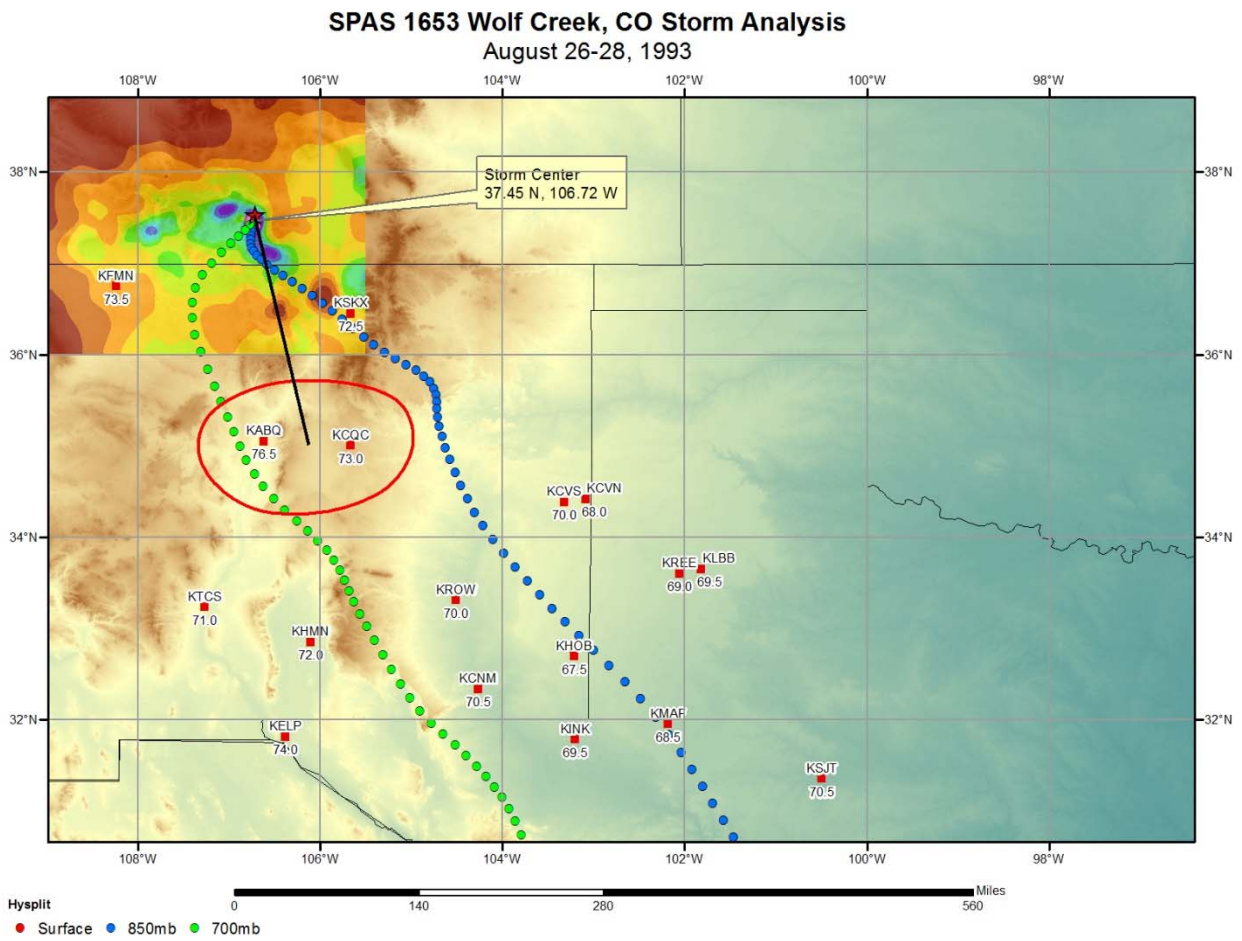 SPAS 1653 Wolf Creek, CO Storm Analysis
August 26-28, 1993
108°W 106°W 104°W 102°W 100°W 98°W
38°N 38°N
Storm Center
37.45 N, 106.72 W
KFMN
73.5
KSKX
72.5
36°N 36°N
KABQ
76.5
KCQC
73.0
KCVS
70.0
KCVN
68.0
34°N 34°N
KREE
69.0
KLBB
69.5
KTCS
71.0
KROW
70.0
KHMN
72.0
KHOB
67.5
KCNM
70.5
32°N 32°N
KELP
74.0
KINK
69.5
KMAF
68.5
KSJT
70.5
108°W 106°W 104°W 102°W 100°W 98°W
Miles
0 140 280 560
Hysplit
Surface 850mb 700mb